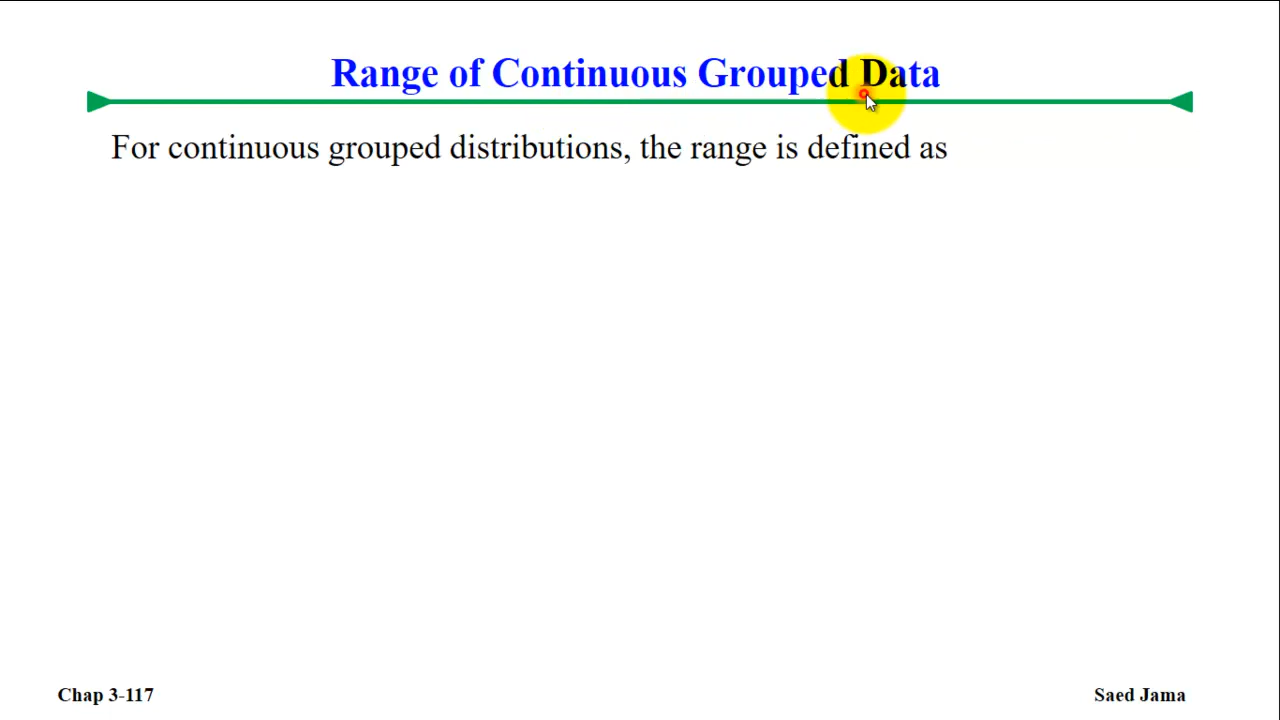 Range of Continuous Grouped Data
For continuous grouped distributions, the range is defined as
Chap 3-117
Saed Jama